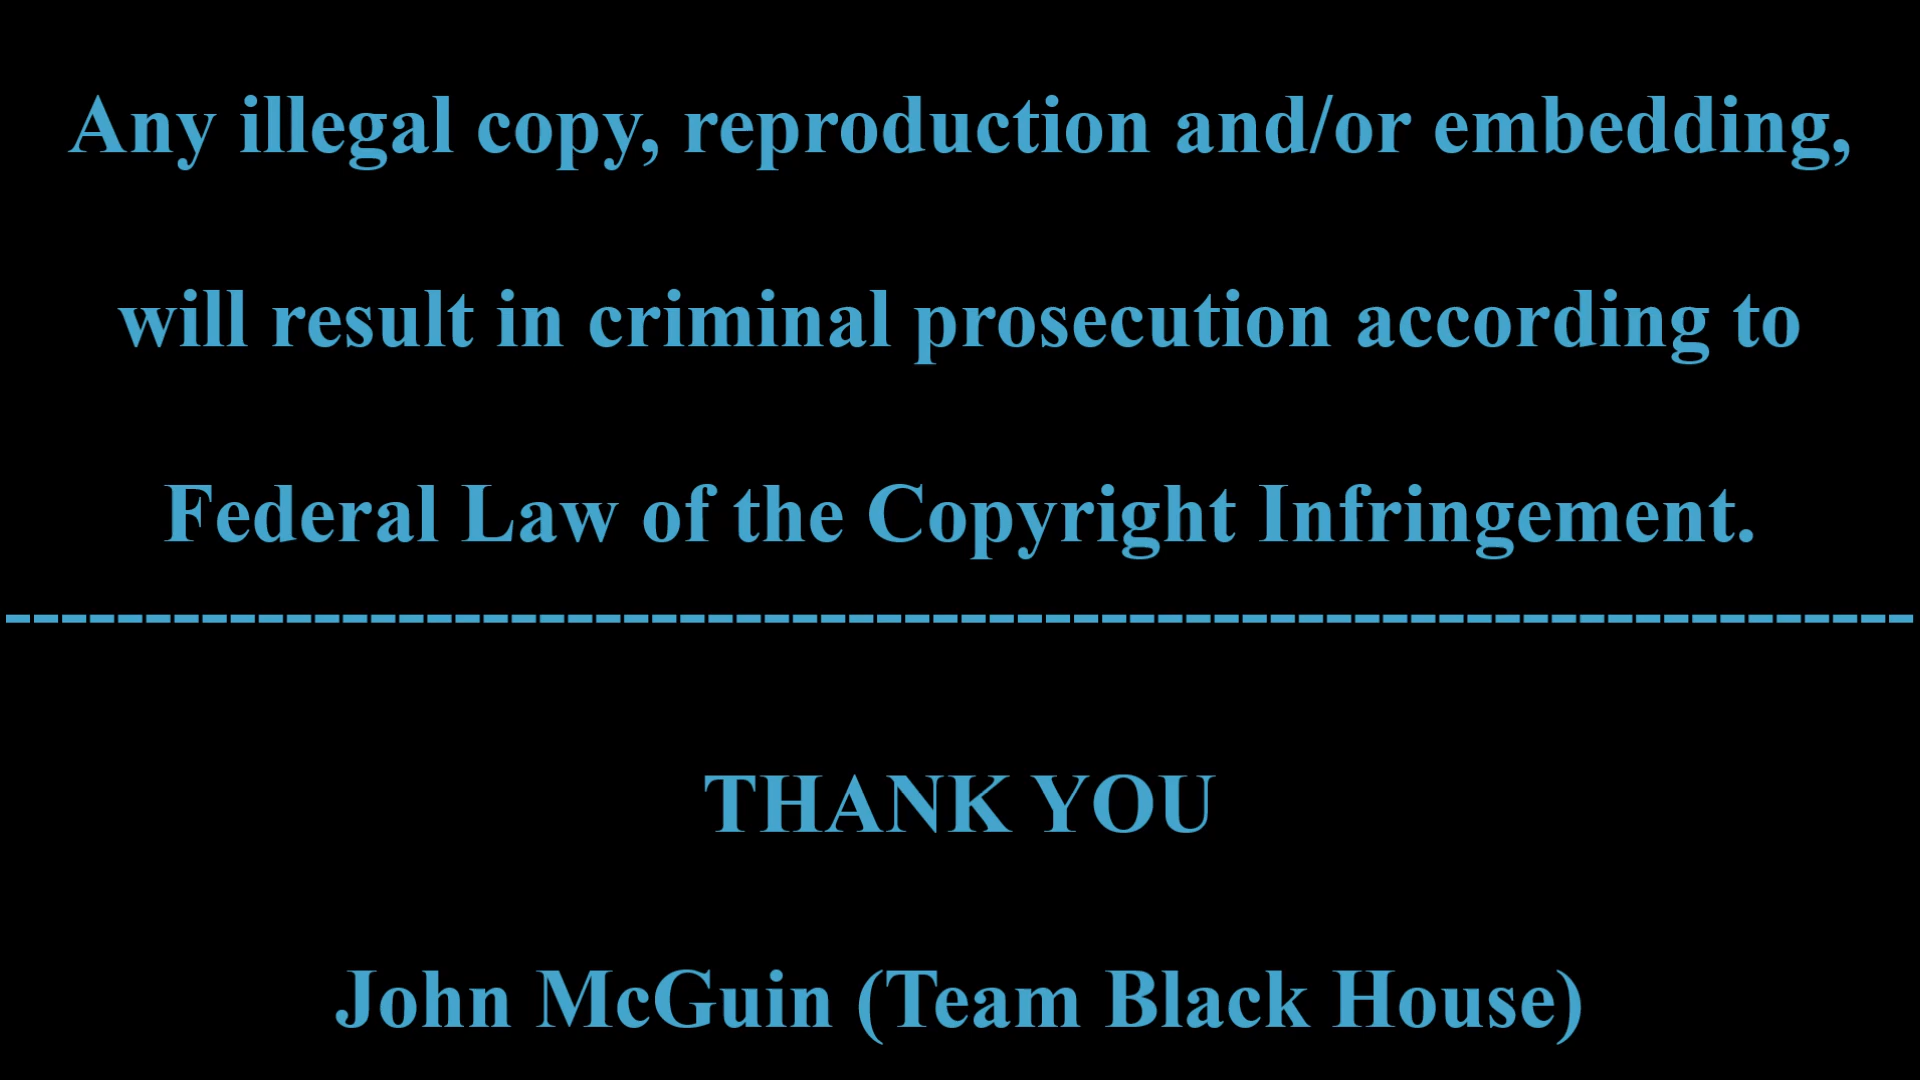 Any illegal copy, reproduction and/or embedding,
will result in criminal prosecution according to
Federal Law of the Copyright Infringement.
--------------------------------------------------------------------
THANK YOU
John McGuin (Team Black House)